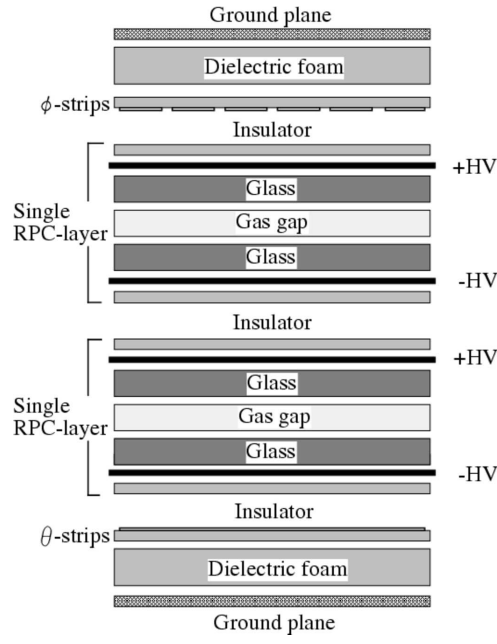 Ground plane
Dielectric foam
ϕ-strips
Insulator
+HV
Glass
Single
RPC-layer
Gas gap
Glass
-HV
Insulator
+HV
Glass
Single
RPC-layer
Gas gap
Glass
-HV
Insulator
θ-strips
Dielectric foam
Ground plane